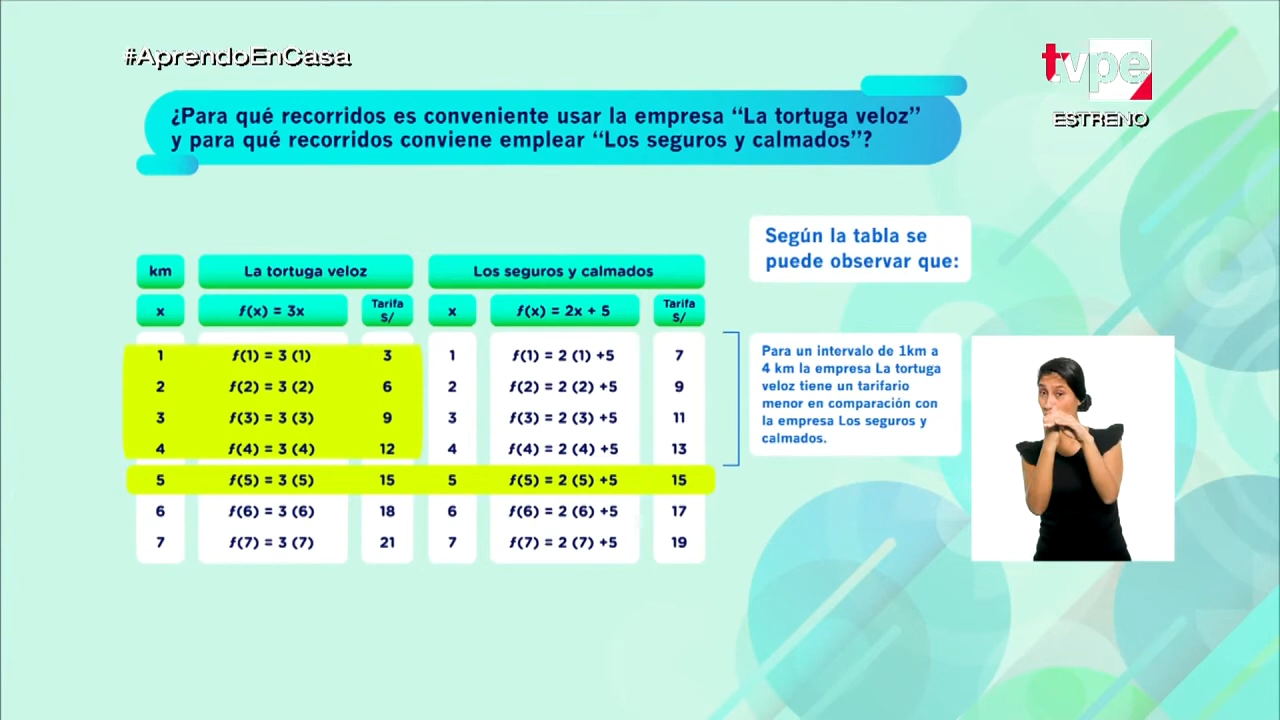 #AprendoEnCasa
tvpe
ESTRENO
¿Para qué recorridos es conveniente usar la empresa “La tortuga veloz”
y para qué recorridos conviene emplear “Los seguros y calmados”?
Según la tabla se
puede observar que:
km La tortuga veloz Los seguros y calmados
x f(x) = 3x Tarifa S/ x f(x) = 2x + 5 Tarifa S/
1 f(1) = 3 (1) 3 1 f(1) = 2 (1) +5 7
2 f(2) = 3 (2) 6 2 f(2) = 2 (2) +5 9
3 f(3) = 3 (3) 9 3 f(3) = 2 (3) +5 11
4 f(4) = 3 (4) 12 4 f(4) = 2 (4) +5 13
5 f(5) = 3 (5) 15 5 f(5) = 2 (5) +5 15
6 f(6) = 3 (6) 18 6 f(6) = 2 (6) +5 17
7 f(7) = 3 (7) 21 7 f(7) = 2 (7) +5 19
Para un intervalo de 1km a
4 km la empresa La tortuga
veloz tiene un tarifario
menor en comparación con
la empresa Los seguros y
calmados.